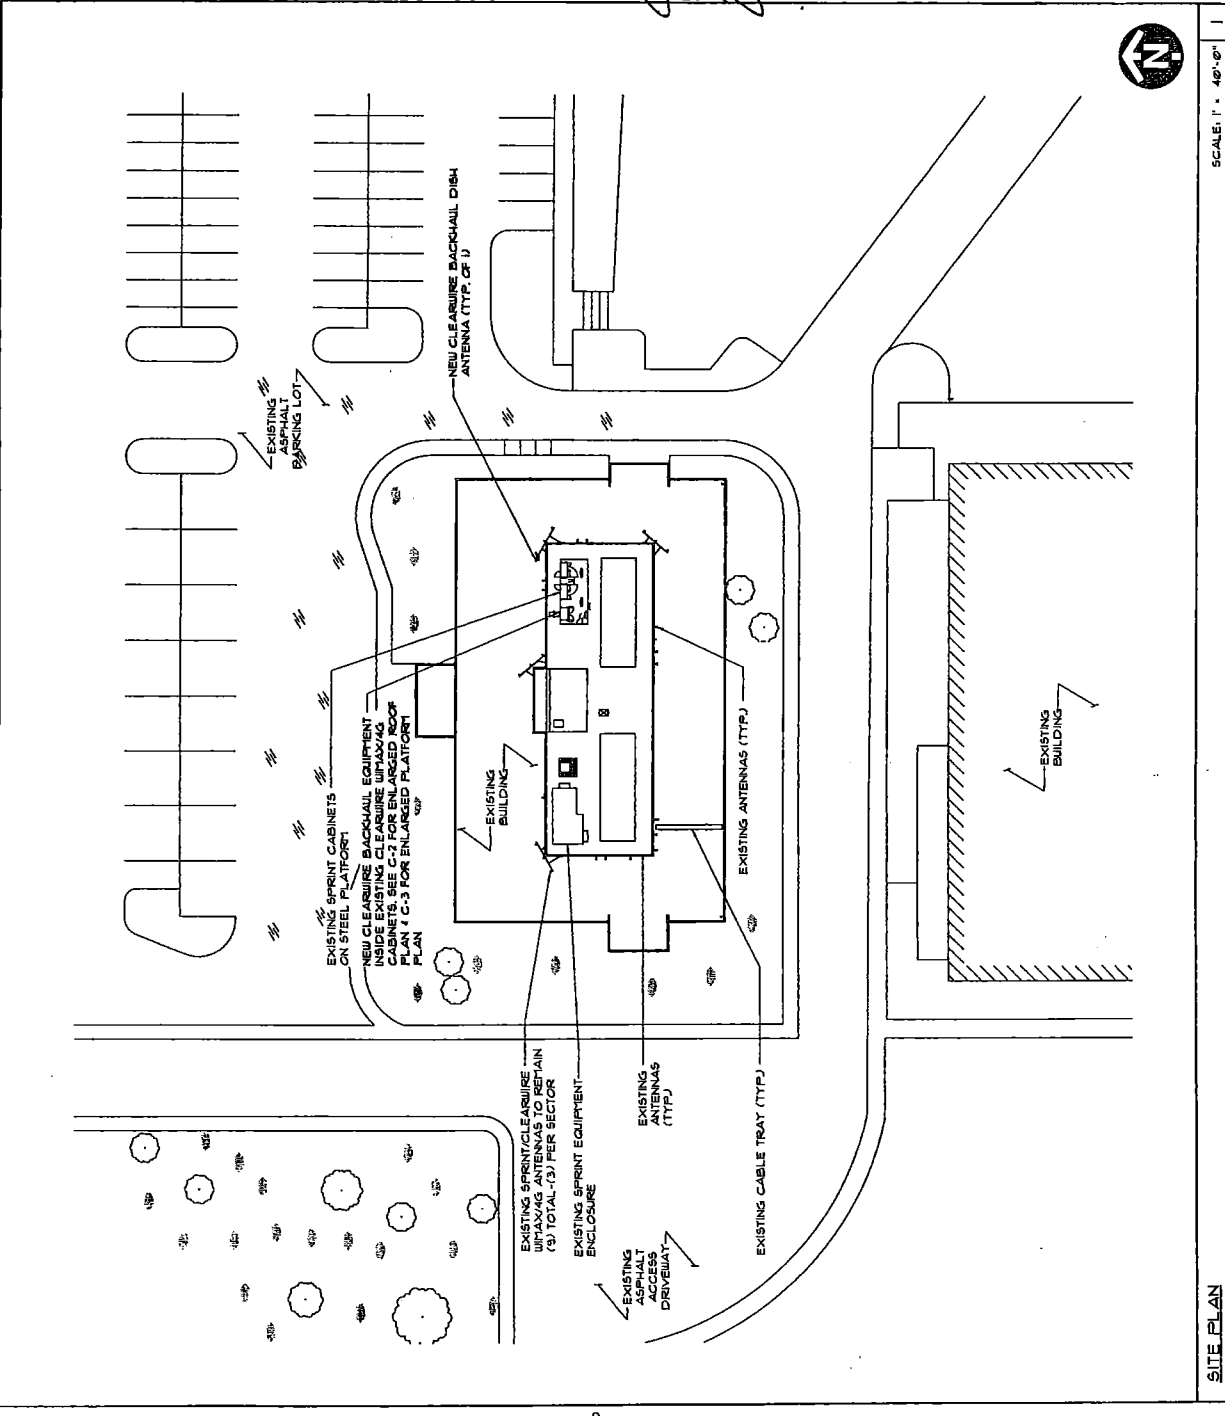 NEW CLEARWIRE BACKHAUL DISH
ANTENNA (TYP. OF 1)
EXISTING
ASPHALT
PARKING LOT
EXISTING SPRINT CABINETS
ON STEEL PLATFORM
NEW CLEARWIRE BACKHAUL EQUIPMENT
INSIDE EXISTING CLEARWIRE WIMAX/4G
CABINETS. SEE C-2 FOR ENLARGED ROOF
PLAN & C-3 FOR ENLARGED PLATFORM
PLAN
EXISTING
BUILDING
EXISTING ANTENNAS (TYP.)
EXISTING
BUILDING
EXISTING SPRINT/CLEARWIRE
WIMAX/4G ANTENNAS TO REMAIN
(9) TOTAL-(3) PER SECTOR
EXISTING SPRINT EQUIPMENT
ENCLOSURE
EXISTING
ANTENNAS
(TYP.)
EXISTING CABLE TRAY (TYP.)
EXISTING
ASPHALT
ACCESS
DRIVEWAY
N
SITE PLAN
SCALE: 1" = 40'-0"
1